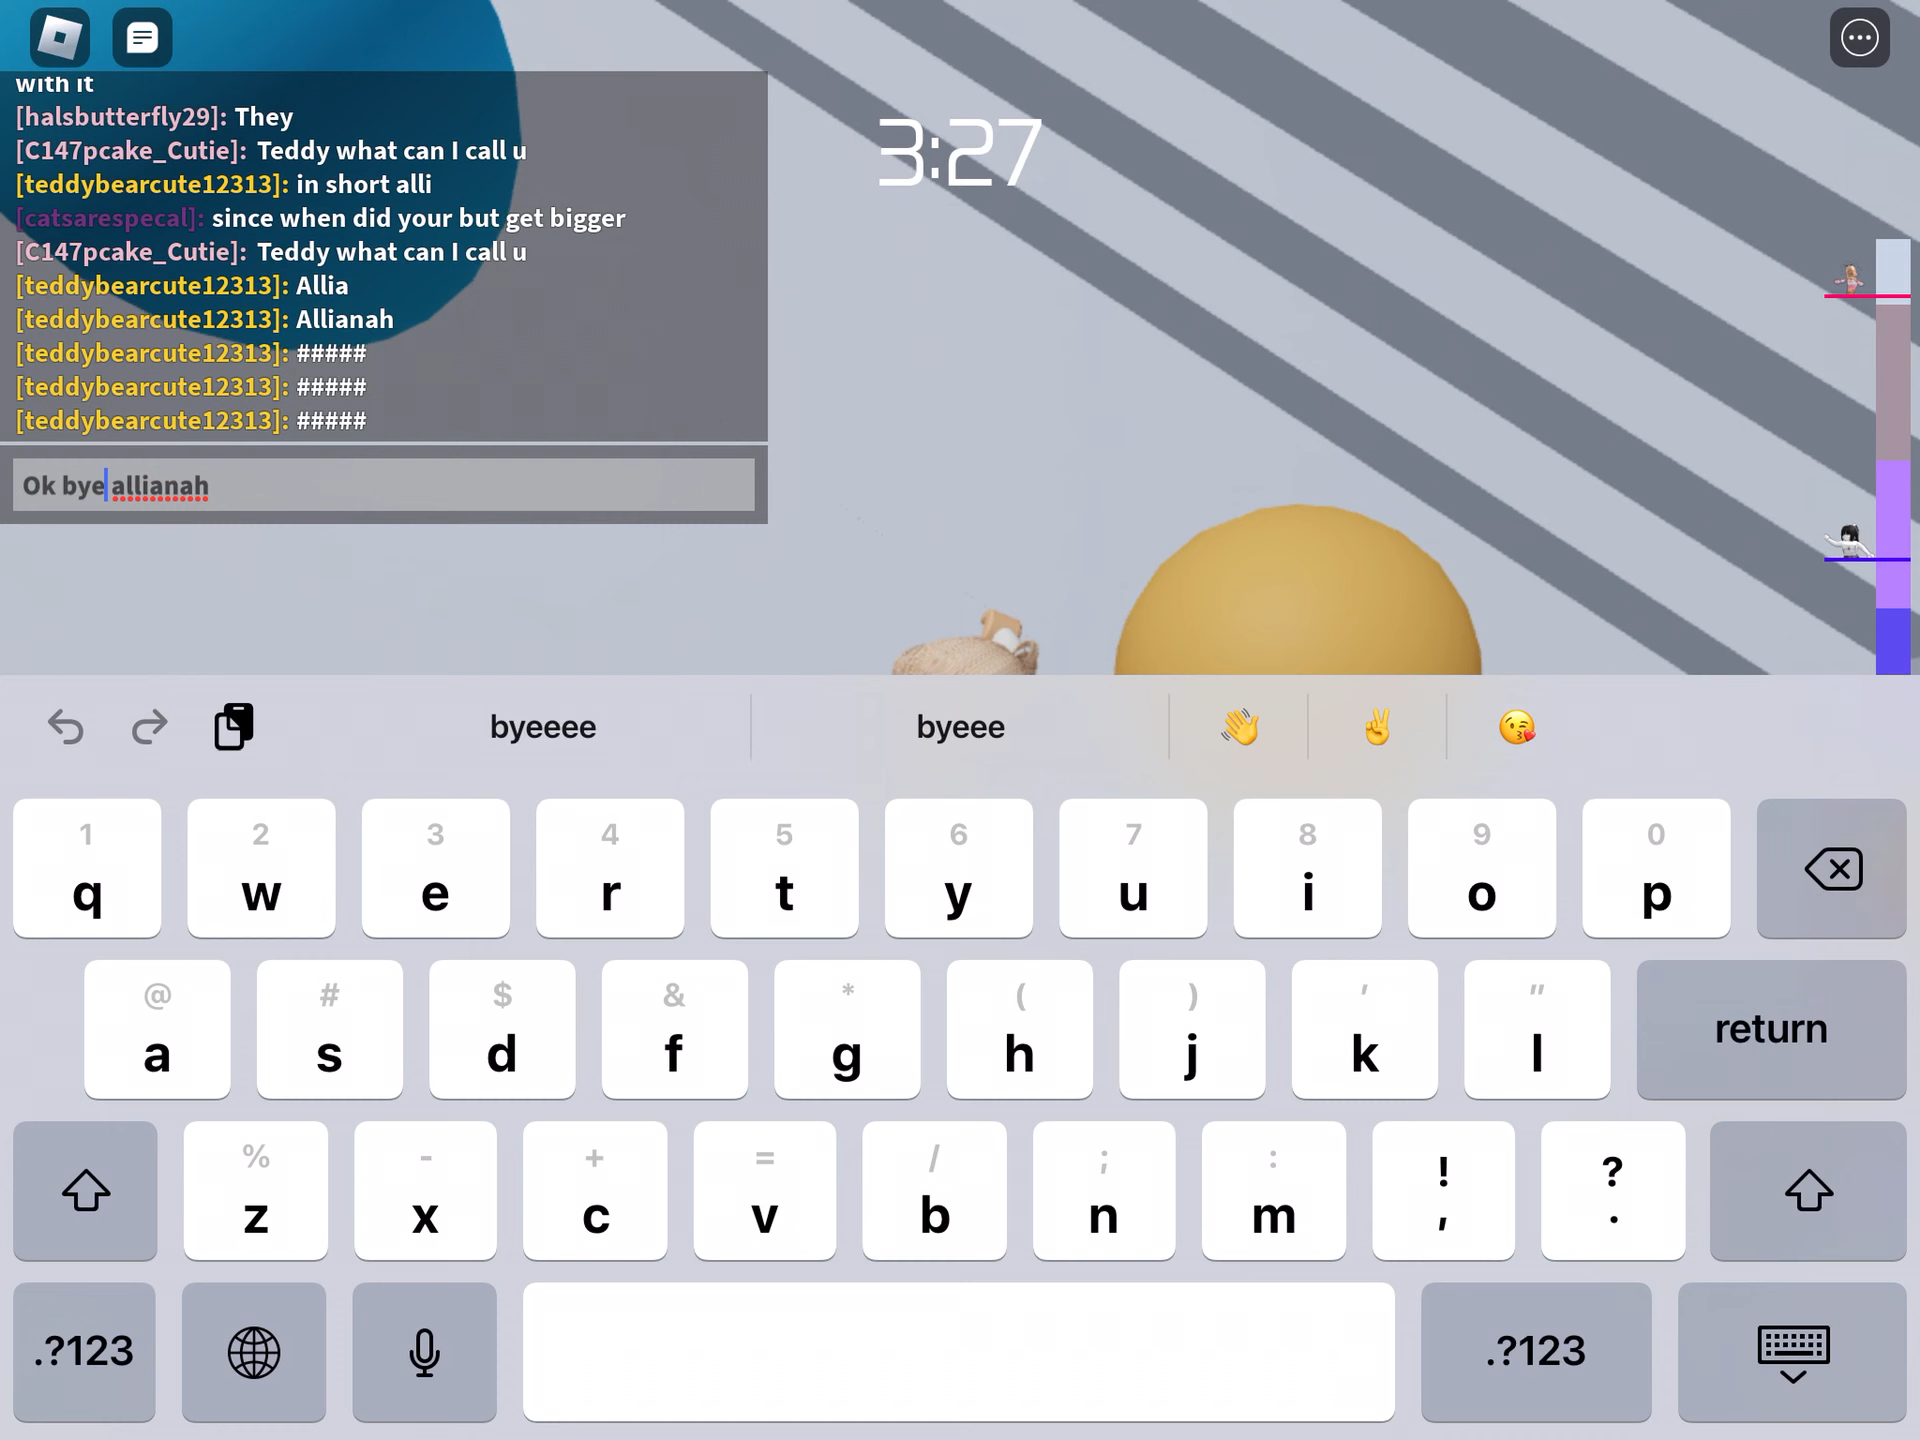 with it
[halsbutterfly29]: They
[C147pcake_Cutie]: Teddy what can I call u
[teddybearcute12313]: in short alli
[catsarespecal]: since when did your but get bigger
[C147pcake_Cutie]: Teddy what can I call u
[teddybearcute12313]: Allia
[teddybearcute12313]: Allianah
[teddybearcute12313]: #####
[teddybearcute12313]: #####
[teddybearcute12313]: #####
Ok bye allianah
3:27
byeeee byeee 👋 ✌️ 😘
1 2 3 4 5 6 7 8 9 0
q w e r t y u i o p
@ # $ & * ( ) ' "
a s d f g h j k l return
% - + = / ; : ! ?
z x c v b n m , .
.?123 .?123